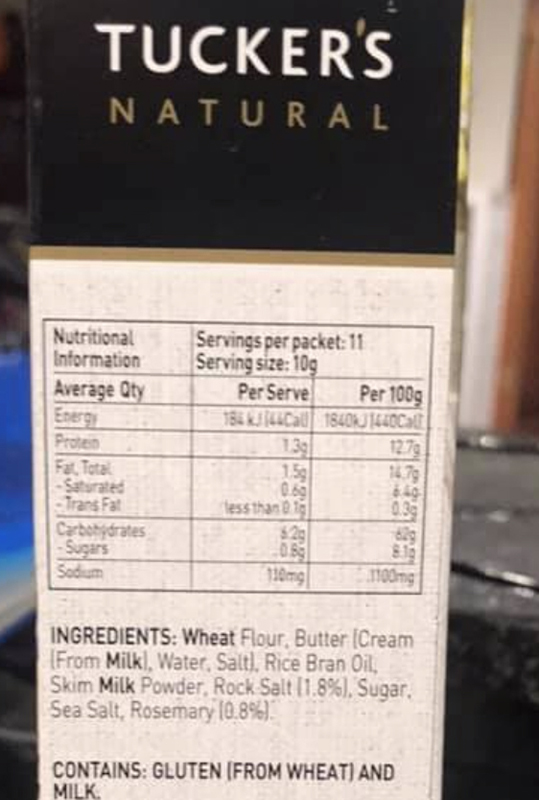 TUCKER'S
NATURAL
Nutritional Information Servings per packet: 11
Serving size: 10g
Average Qty Per Serve Per 100g
Energy 184 kJ (44Cal) 1840kJ (440Cal)
Protein 1.3g 12.7g
Fat, Total 1.5g 14.7g
- Saturated 0.6g 6.4g
- Trans Fat less than 0.1g 0.3g
Carbohydrates 6.2g 62g
- Sugars 0.8g 8.1g
Sodium 110mg 1100mg
INGREDIENTS: Wheat Flour, Butter (Cream
(From Milk), Water, Salt), Rice Bran Oil,
Skim Milk Powder, Rock Salt (1.8%), Sugar,
Sea Salt, Rosemary (0.8%).
CONTAINS: GLUTEN (FROM WHEAT) AND
MILK.